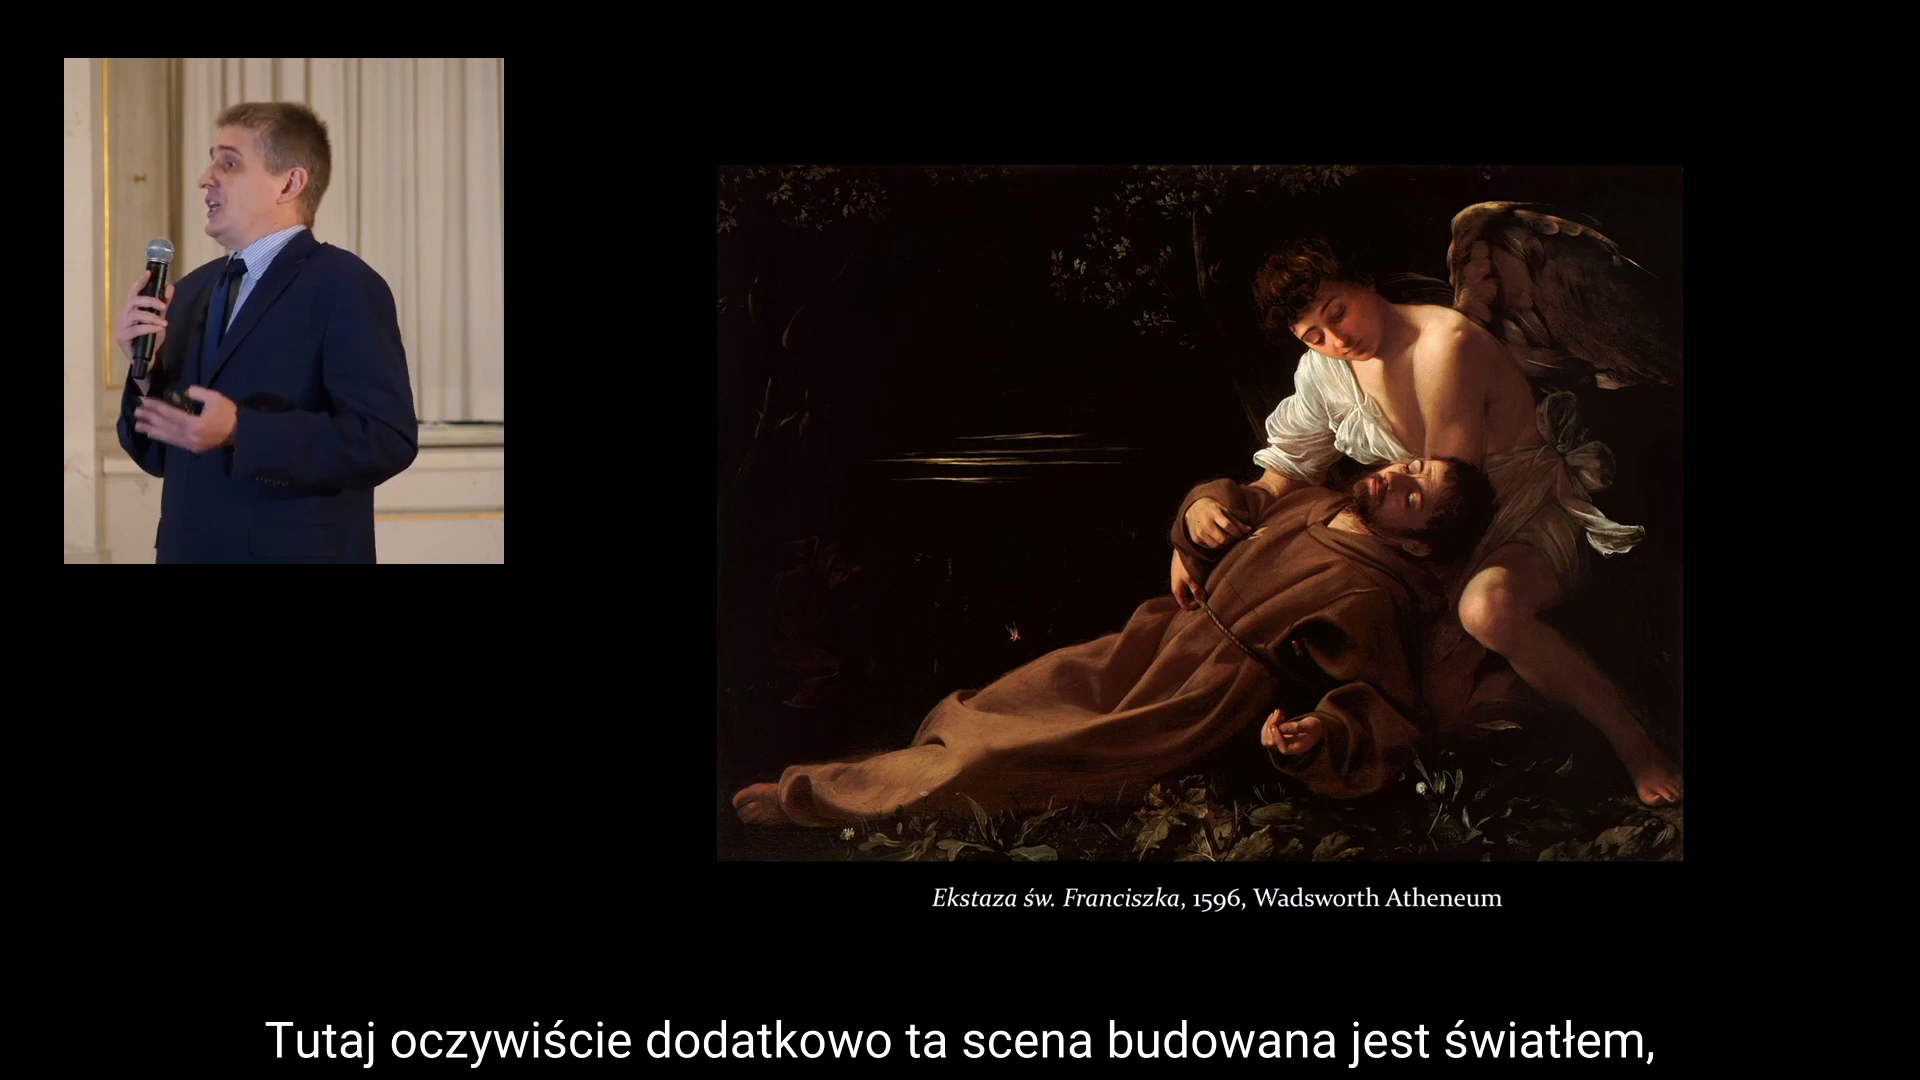 Ekstaza św. Franciszka, 1596, Wadsworth Atheneum
Tutaj oczywiście dodatkowo ta scena budowana jest światłem,